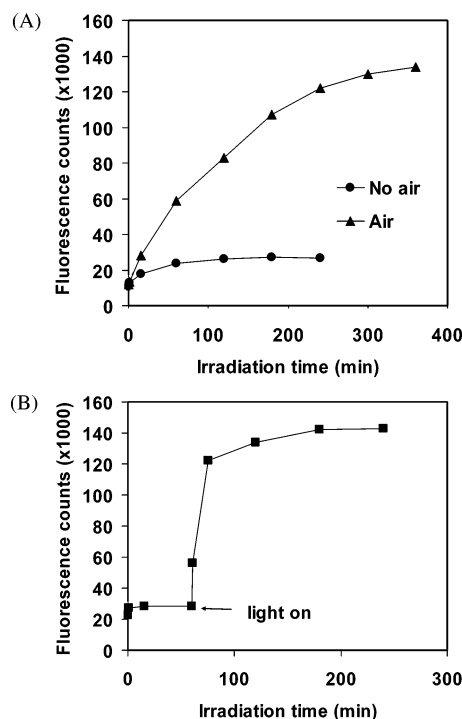 (A)
Fluorescence counts (x1000)
160
140
120
100
80
60
40
20
0
No air
Air
0 100 200 300 400
Irradiation time (min)
(B)
Fluorescence counts (x1000)
160
140
120
100
80
60
40
20
0
light on
0 100 200 300
Irradiation time (min)